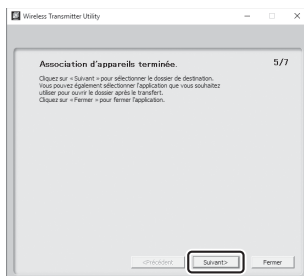 Wireless Transmitter Utility
Association d'appareils terminée. 5/7
Cliquez sur « Suivant » pour sélectionner le dossier de destination.
Vous pouvez également sélectionner l'application que vous souhaitez
utiliser pour ouvrir le dossier après le transfert.
Cliquez sur « Fermer » pour fermer l'application.
<Précédent Suivant> Fermer